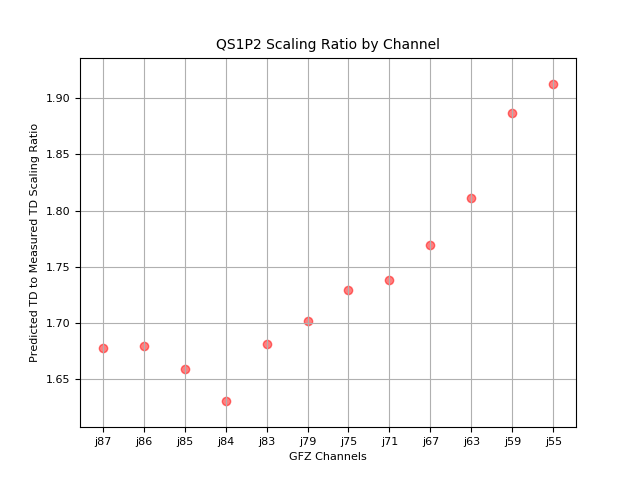 QS1P2 Scaling Ratio by Channel
Predicted TD to Measured TD Scaling Ratio
1.90
1.85
1.80
1.75
1.70
1.65
j87 j86 j85 j84 j83 j79 j75 j71 j67 j63 j59 j55
GFZ Channels